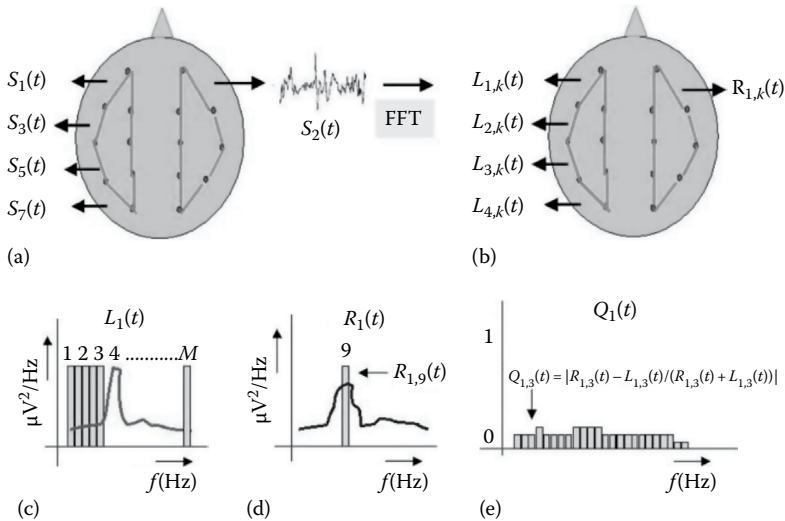 S1(t)
S3(t)
S5(t)
S7(t)
S2(t)
FFT
(a)
L1,k(t)
L2,k(t)
L3,k(t)
L4,k(t)
R1,k(t)
(b)
L1(t)
1 2 3 4 ...........M
μV²/Hz
f(Hz)
(c)
R1(t)
9
R1,9(t)
μV²/Hz
f(Hz)
(d)
Q1(t)
1
Q1,3(t) = |R1,3(t) – L1,3(t)/(R1,3(t) + L1,3(t))|
0
f(Hz)
(e)